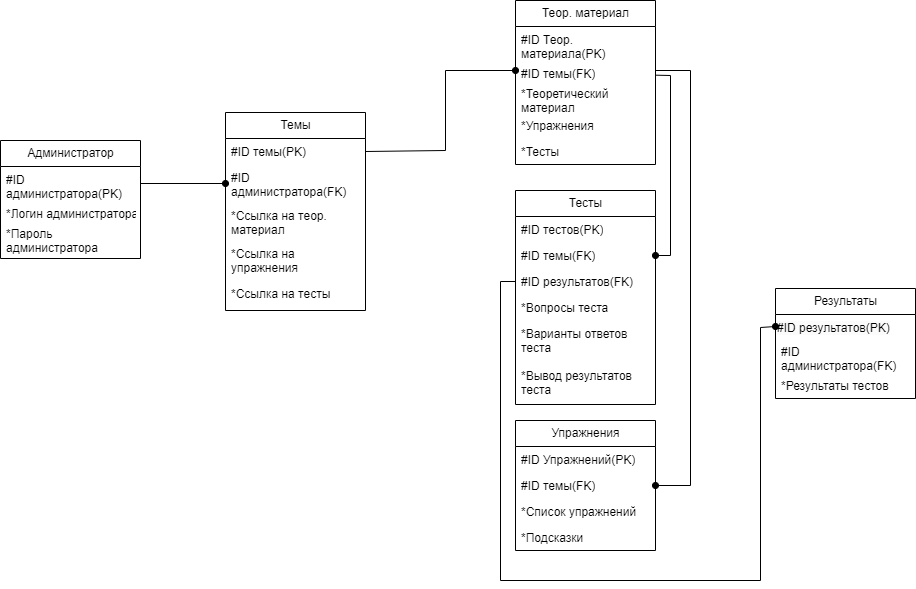 Администратор
#ID
администратора(PK)
*Логин администратора
*Пароль
администратора
Темы
#ID темы(PK)
#ID
администратора(FK)
*Ссылка на теор.
материал
*Ссылка на
упражнения
*Ссылка на тесты
Теор. материал
#ID Теор.
материала(PK)
#ID темы(FK)
*Теоретический
материал
*Упражнения
*Тесты
Тесты
#ID тестов(PK)
#ID темы(FK)
#ID результатов(FK)
*Вопросы теста
*Варианты ответов
теста
*Вывод результатов
теста
Упражнения
#ID Упражнений(PK)
#ID темы(FK)
*Список упражнений
*Подсказки
Результаты
#ID результатов(PK)
#ID
администратора(FK)
*Результаты тестов